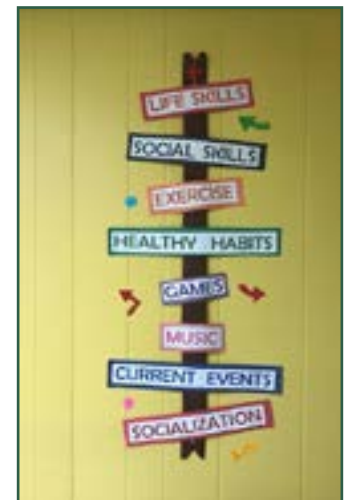 LIFE SKILLS
SOCIAL SKILLS
EXERCISE
HEALTHY HABITS
GAMES
MUSIC
CURRENT EVENTS
SOCIALIZATION